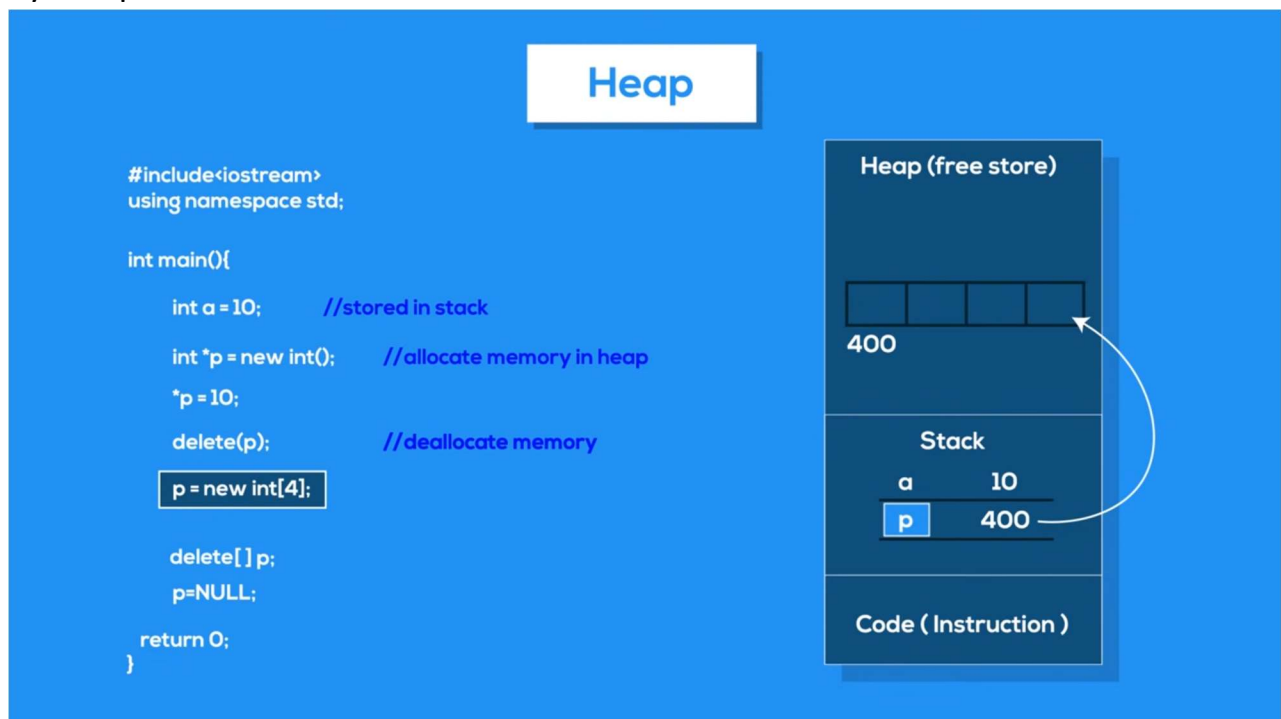 Heap
#include<iostream>
using namespace std;
int main(){
int a = 10; //stored in stack
int *p = new int(); //allocate memory in heap
*p = 10;
delete(p); //deallocate memory
p = new int[4];
delete[ ] p;
p=NULL;
return 0;
}
Heap (free store)
400
Stack
a 10
p 400
Code ( Instruction )